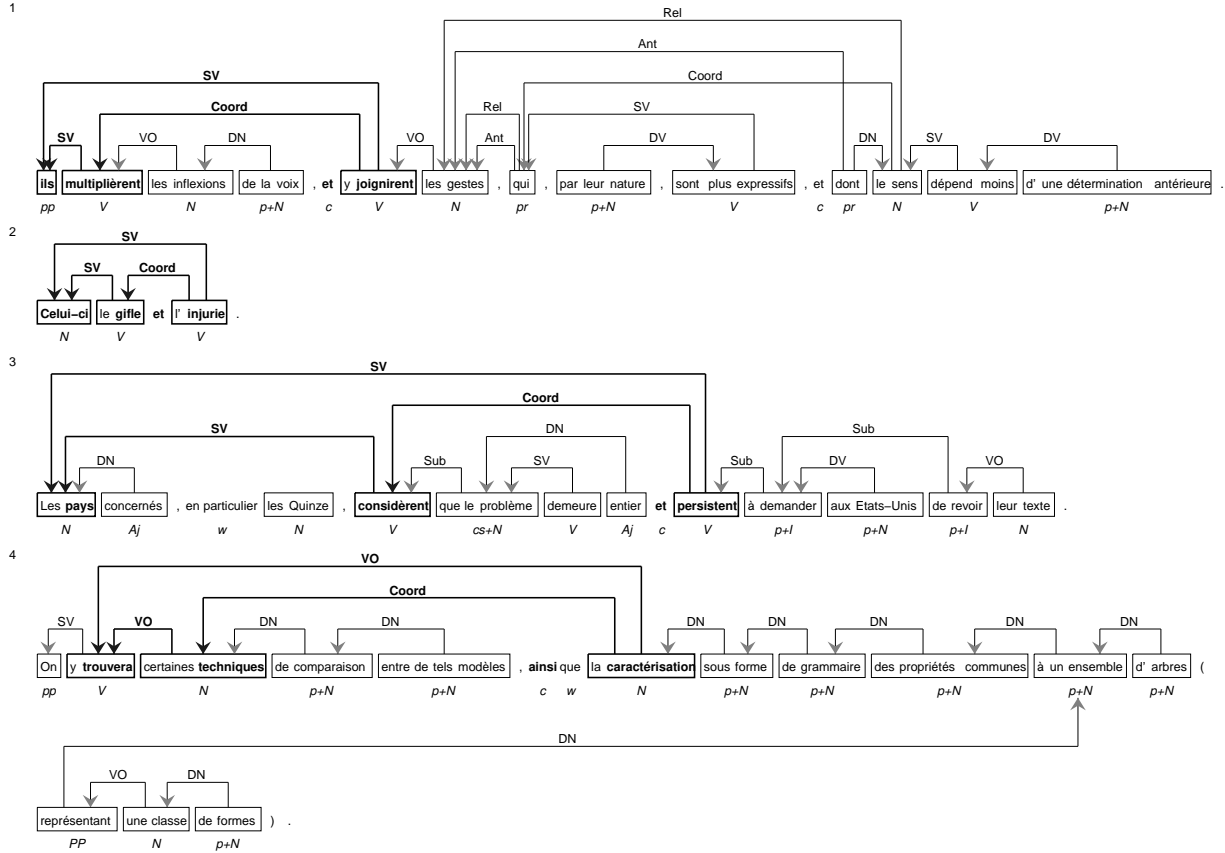 1
Rel
Ant
SV Coord
Coord Rel SV
SV VO DN VO Ant DV DN SV DV
ils multiplièrent les inflexions de la voix , et y joignirent les gestes , qui , par leur nature , sont plus expressifs , et dont le sens dépend moins d' une détermination antérieure .
pp V N p+N c V N pr p+N V c pr N V p+N
2
SV
SV Coord
Celui−ci le gifle et l' injurie .
N V V
3
SV
Coord
SV DN Sub
DN Sub SV Sub DV VO
Les pays concernés , en particulier les Quinze , considèrent que le problème demeure entier et persistent à demander aux Etats−Unis de revoir leur texte .
N Aj w N V cs+N V Aj c V p+I p+N p+I N
4
VO
Coord
SV VO DN DN DN DN DN DN DN
On y trouvera certaines techniques de comparaison entre de tels modèles , ainsi que la caractérisation sous forme de grammaire des propriétés communes à un ensemble d' arbres (
pp V N p+N p+N c w N p+N p+N p+N p+N p+N
DN
VO DN
représentant une classe de formes ) .
PP N p+N